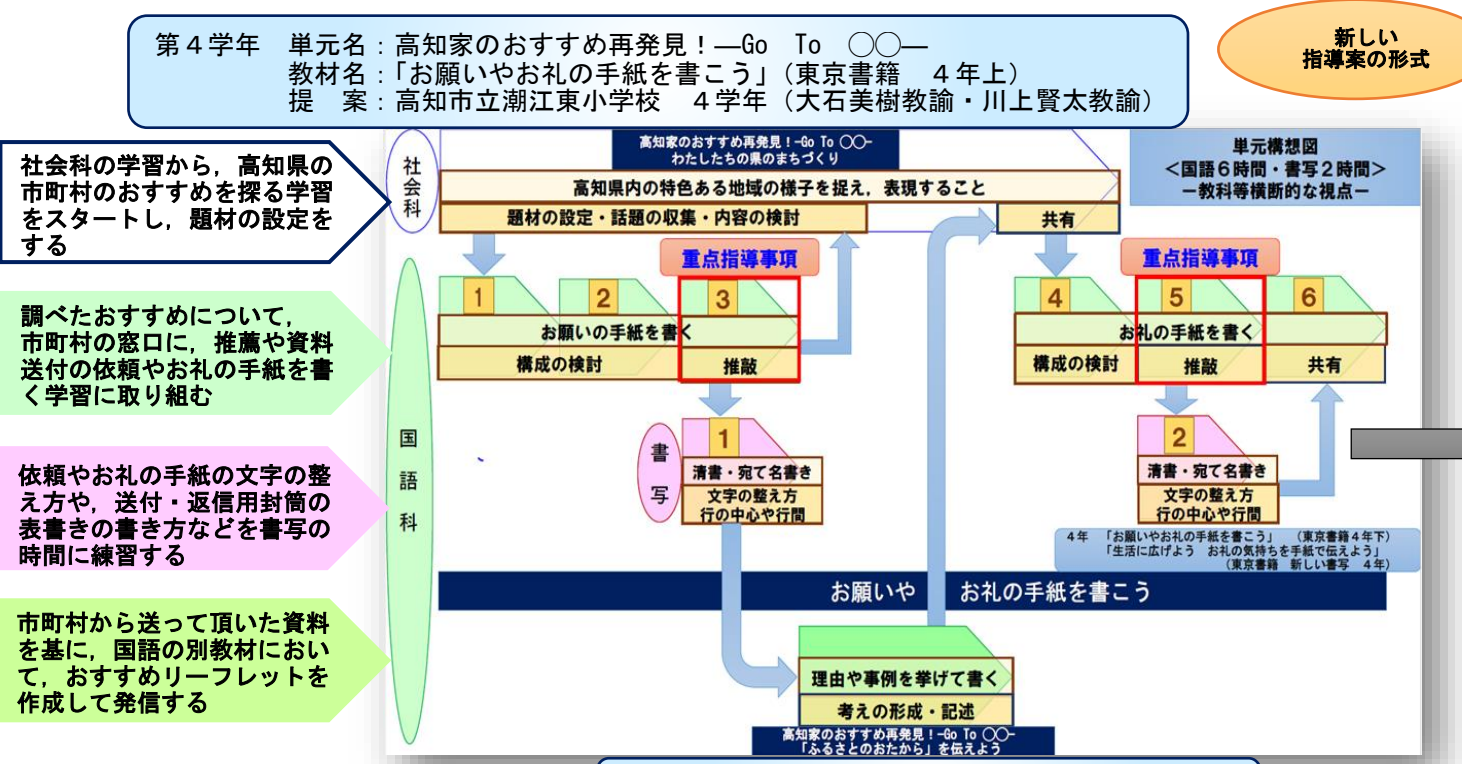 第４学年　単元名：高知家のおすすめ再発見！―Go　To　○○―
教材名：「お願いやお礼の手紙を書こう」（東京書籍　４年上）
提　案：高知市立潮江東小学校　４学年（大石美樹教諭・川上賢太教諭）
新しい
指導案の形式
社会科の学習から，高知県の
市町村のおすすめを探る学習
をスタートし，題材の設定を
する
調べたおすすめについて，
市町村の窓口に，推薦や資料
送付の依頼やお礼の手紙を書
く学習に取り組む
依頼やお礼の手紙の文字の整
え方や，送付・返信用封筒の
表書きの書き方などを書写の
時間に練習する
市町村から送って頂いた資料
を基に，国語の別教材におい
て，おすすめリーフレットを
作成して発信する
社会科
高知家のおすすめ再発見！-Go To ○○-
わたしたちの県のまちづくり
高知県内の特色ある地域の様子を捉え，表現すること
題材の設定・話題の収集・内容の検討
共有
単元構想図
＜国語６時間・書写２時間＞
－教科等横断的な視点－
国語科
重点指導事項
1
2
3
お願いの手紙を書く
構成の検討
推敲
重点指導事項
4
5
6
お礼の手紙を書く
構成の検討
推敲
共有
書写
1
清書・宛て名書き
文字の整え方
行の中心や行間
2
清書・宛て名書き
文字の整え方
行の中心や行間
４年　「お願いやお礼の手紙を書こう」　（東京書籍４年下）
「生活に広げよう　お礼の気持ちを手紙で伝えよう」
（東京書籍　新しい書写　４年）
お願いや　お礼の手紙を書こう
理由や事例を挙げて書く
考えの形成・記述
高知家のおすすめ再発見！-Go To ○○-
「ふるさとのおたから」を伝えよう